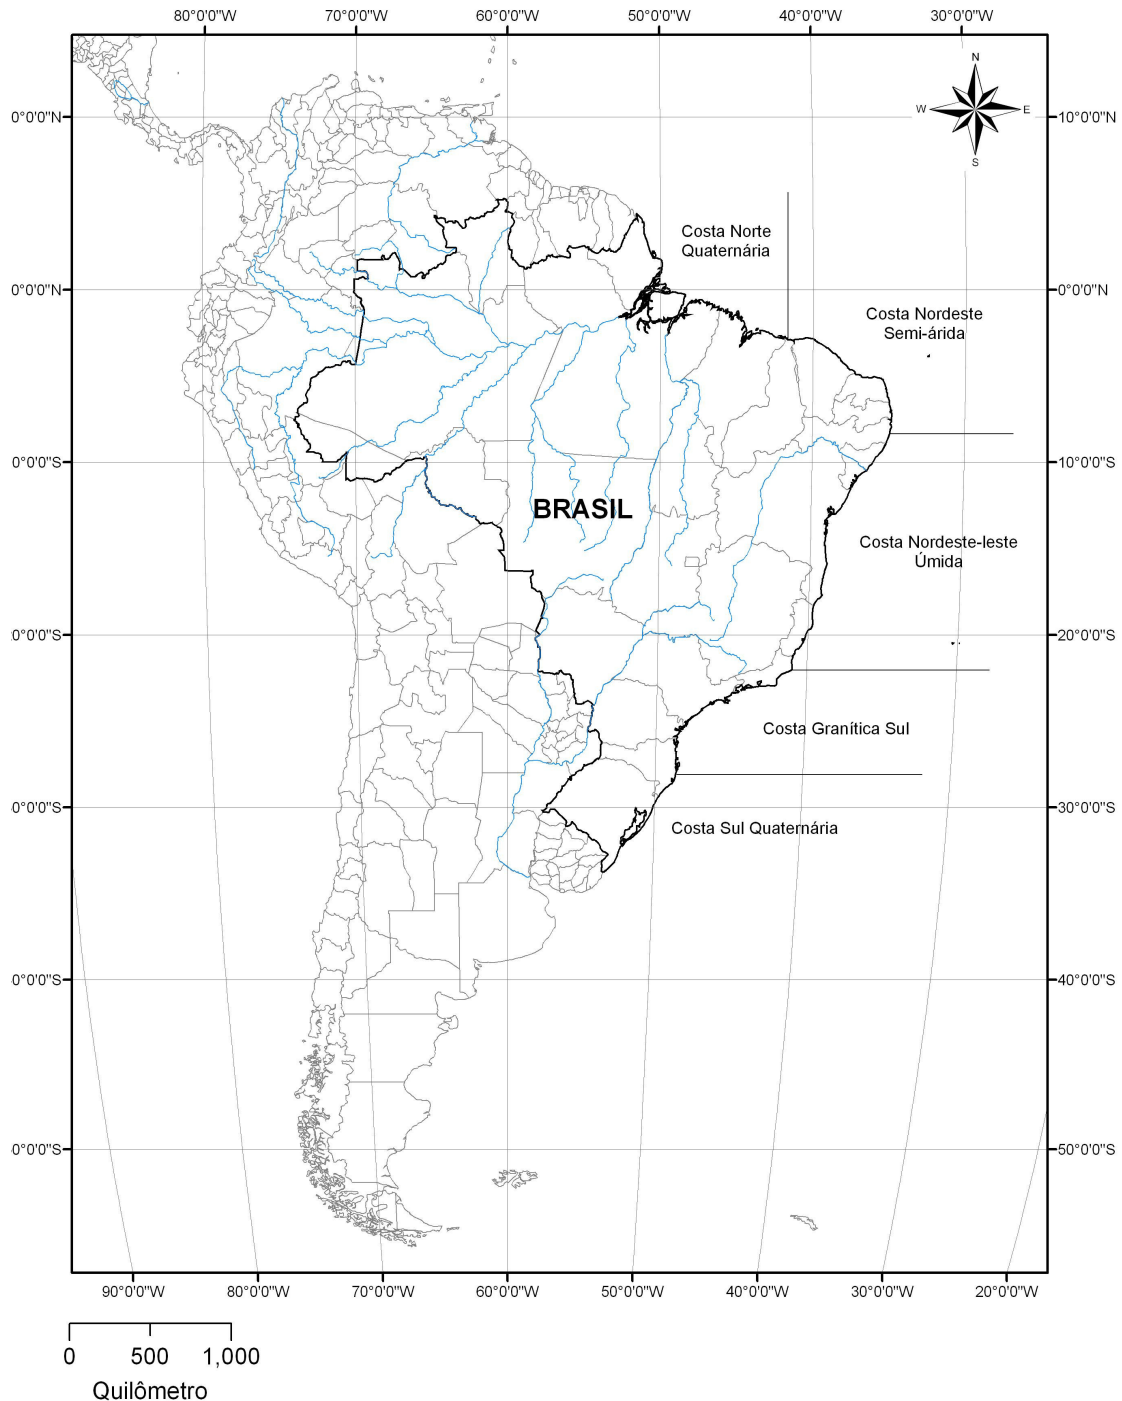 80°0'0"W 70°0'0"W 60°0'0"W 50°0'0"W 40°0'0"W 30°0'0"W
N
W E
S
0°0'0"N 10°0'0"N
Costa Norte
Quaternária
0°0'0"N 0°0'0"N
Costa Nordeste
Semi-árida
0°0'0"S 10°0'0"S
BRASIL
Costa Nordeste-leste
Úmida
0°0'0"S 20°0'0"S
Costa Granítica Sul
0°0'0"S 30°0'0"S
Costa Sul Quaternária
0°0'0"S 40°0'0"S
0°0'0"S 50°0'0"S
90°0'0"W 80°0'0"W 70°0'0"W 60°0'0"W 50°0'0"W 40°0'0"W 30°0'0"W 20°0'0"W
0 500 1,000
Quilômetro